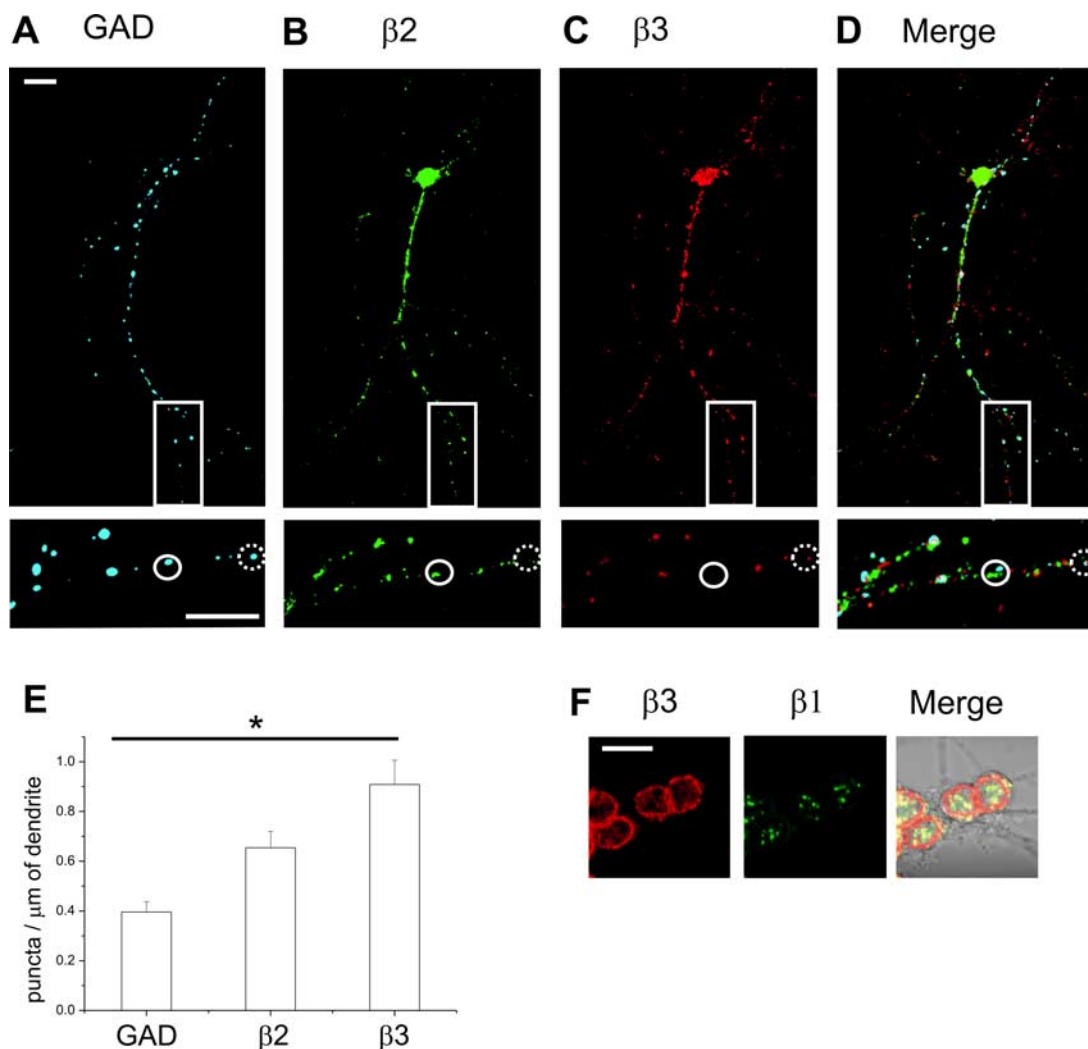 A GAD
B β2
C β3
D Merge
E
*
puncta / μm of dendrite
1.0
0.8
0.6
0.4
0.2
0.0
GAD β2 β3
F β3 β1 Merge